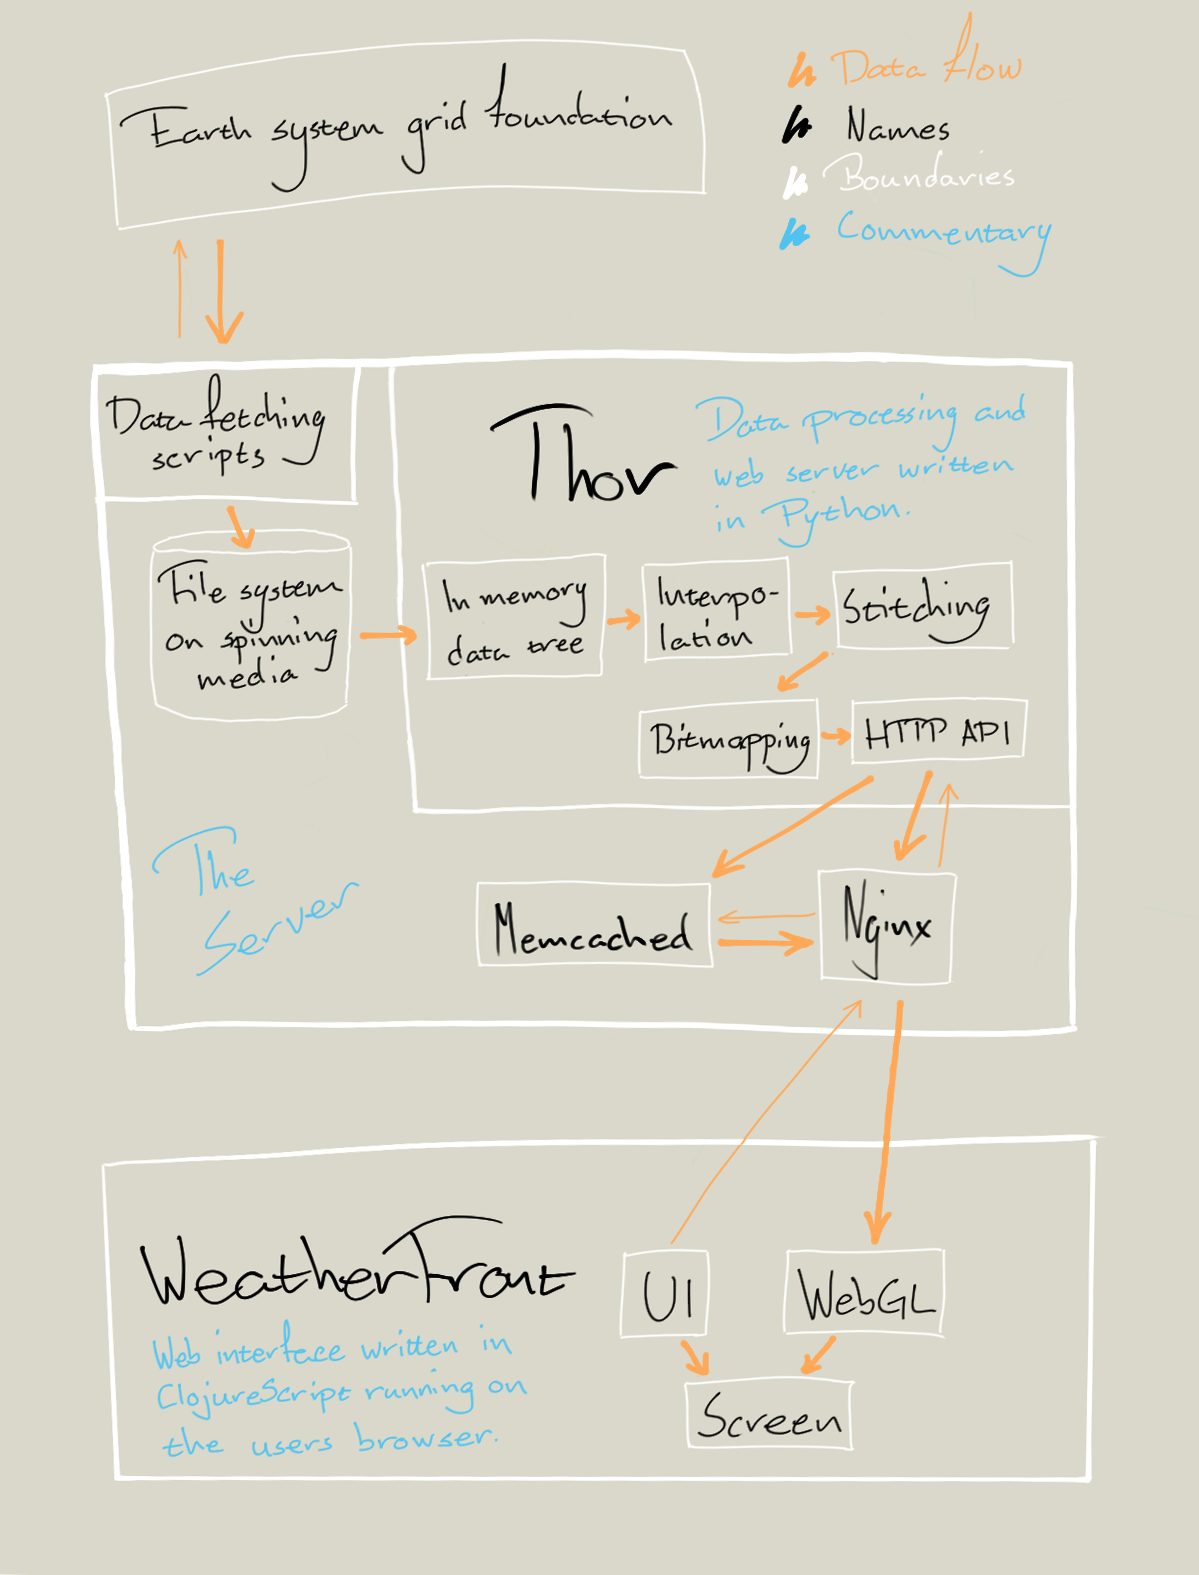 Earth system grid foundation
Data flow
Names
Boundaries
Commentary
Data fetching
scripts
Thor
Data processing and
web server written
in Python.
File system
on spinning
media
In memory
data tree
Interpo-
lation
Stitching
Bitmapping
HTTP API
The
Server
Memcached
Nginx
WeatherFront
Web interface written in
ClojureScript running on
the users browser.
UI
WebGL
Screen